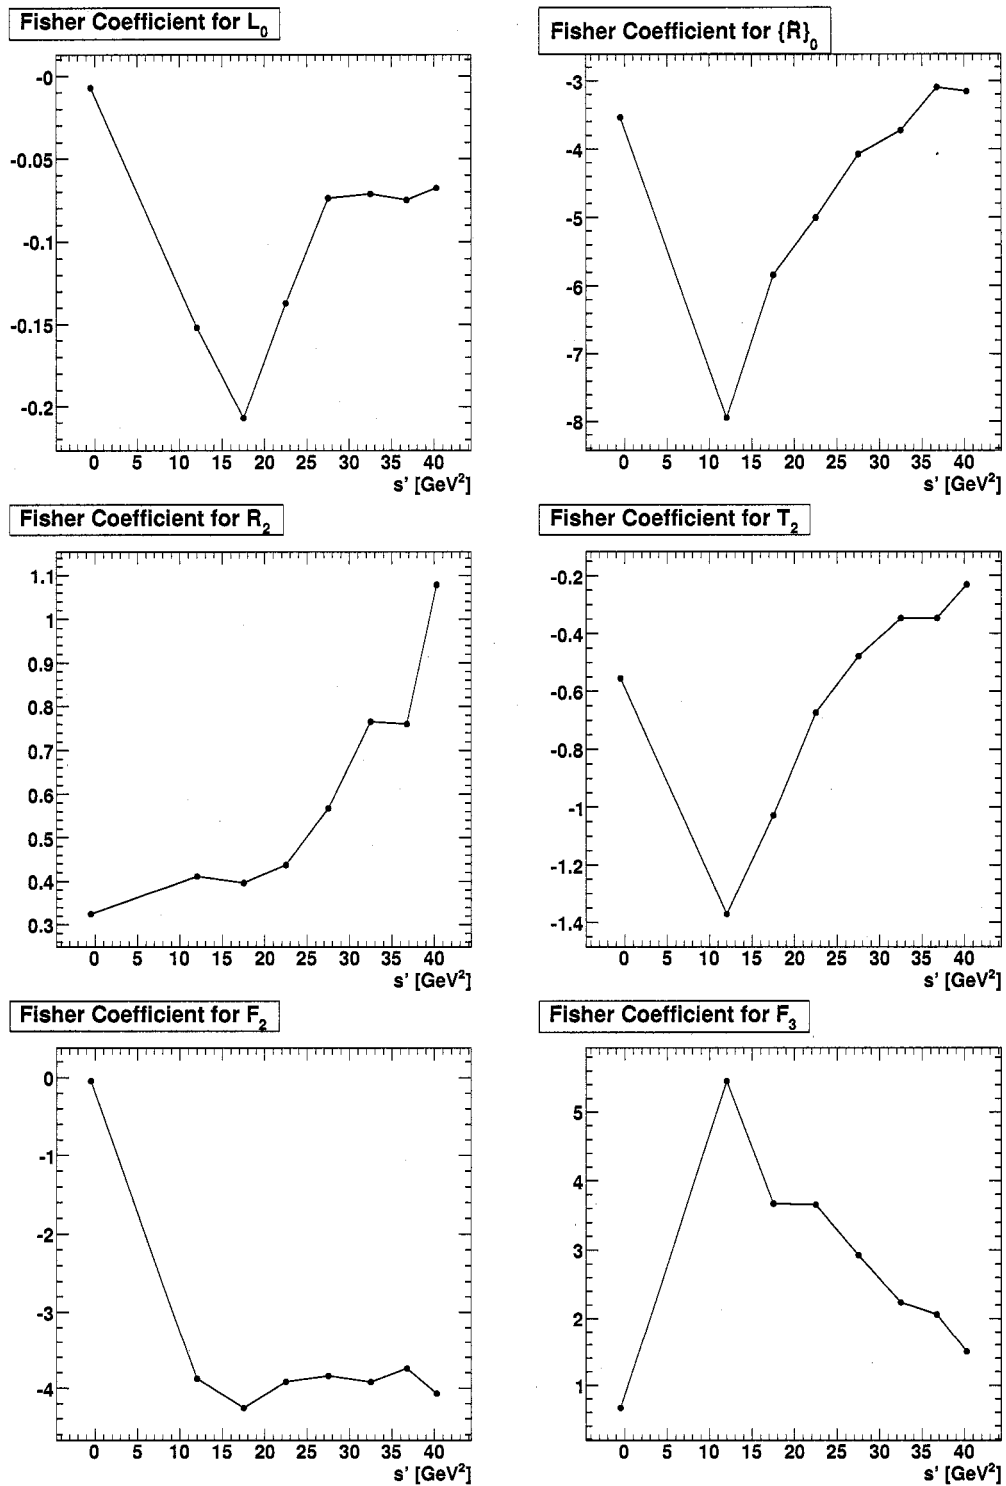 Fisher Coefficient for L₀
-0
-0.05
-0.1
-0.15
-0.2
0 5 10 15 20 25 30 35 40
s' [GeV²]
Fisher Coefficient for {R̃}₀
-3
-4
-5
-6
-7
-8
0 5 10 15 20 25 30 35 40
s' [GeV²]
Fisher Coefficient for R₂
1.1
1
0.9
0.8
0.7
0.6
0.5
0.4
0.3
0 5 10 15 20 25 30 35 40
s' [GeV²]
Fisher Coefficient for T₂
-0.2
-0.4
-0.6
-0.8
-1
-1.2
-1.4
0 5 10 15 20 25 30 35 40
s' [GeV²]
Fisher Coefficient for F₂
0
-1
-2
-3
-4
0 5 10 15 20 25 30 35 40
s' [GeV²]
Fisher Coefficient for F₃
5
4
3
2
1
0 5 10 15 20 25 30 35 40
s' [GeV²]